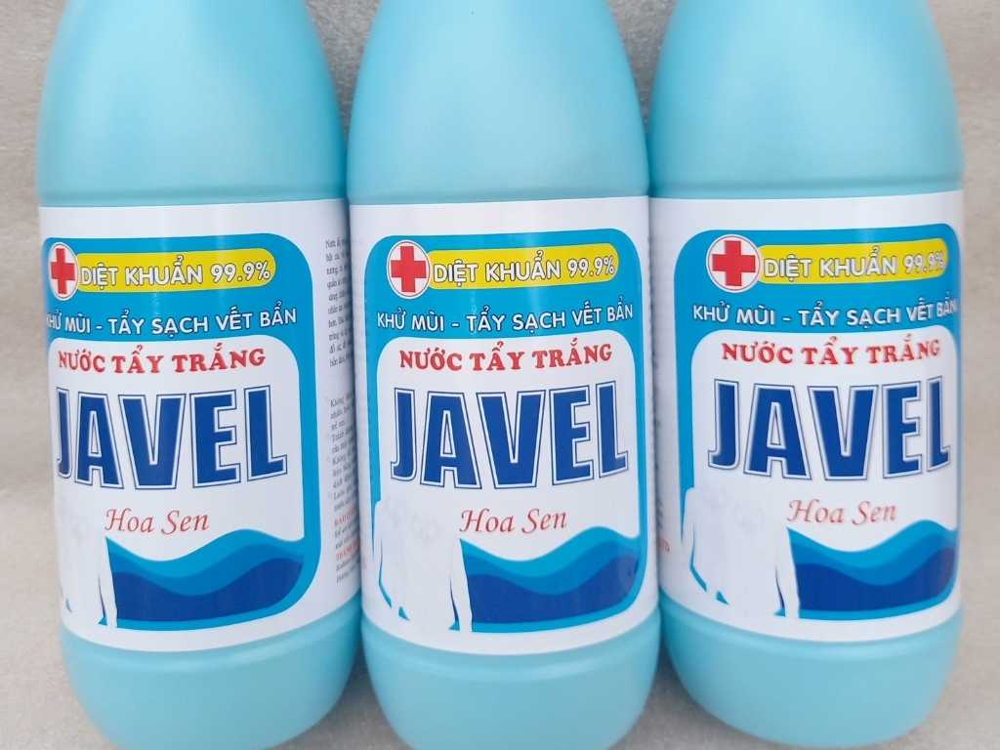 DIỆT KHUẨN 99.9%
KHỬ MÙI - TẨY SẠCH VẾT BẨN
NƯỚC TẨY TRẮNG
JAVEL
Hoa Sen
DIỆT KHUẨN 99.9%
KHỬ MÙI - TẨY SẠCH VẾT BẨN
NƯỚC TẨY TRẮNG
JAVEL
Hoa Sen
DIỆT KHUẨN 99.9%
KHỬ MÙI - TẨY SẠCH VẾT BẨN
NƯỚC TẨY TRẮNG
JAVEL
Hoa Sen